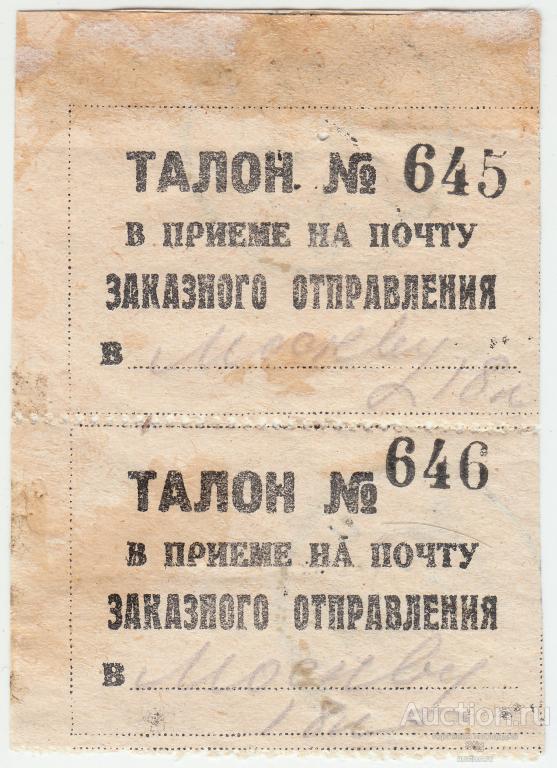 ТАЛОН. № 645
В ПРИЕМЕ НА ПОЧТУ
ЗАКАЗНОГО ОТПРАВЛЕНИЯ
В Москву
ТАЛОН № 646
В ПРИЕМЕ НА ПОЧТУ
ЗАКАЗНОГО ОТПРАВЛЕНИЯ
В Москву
Auction.ru